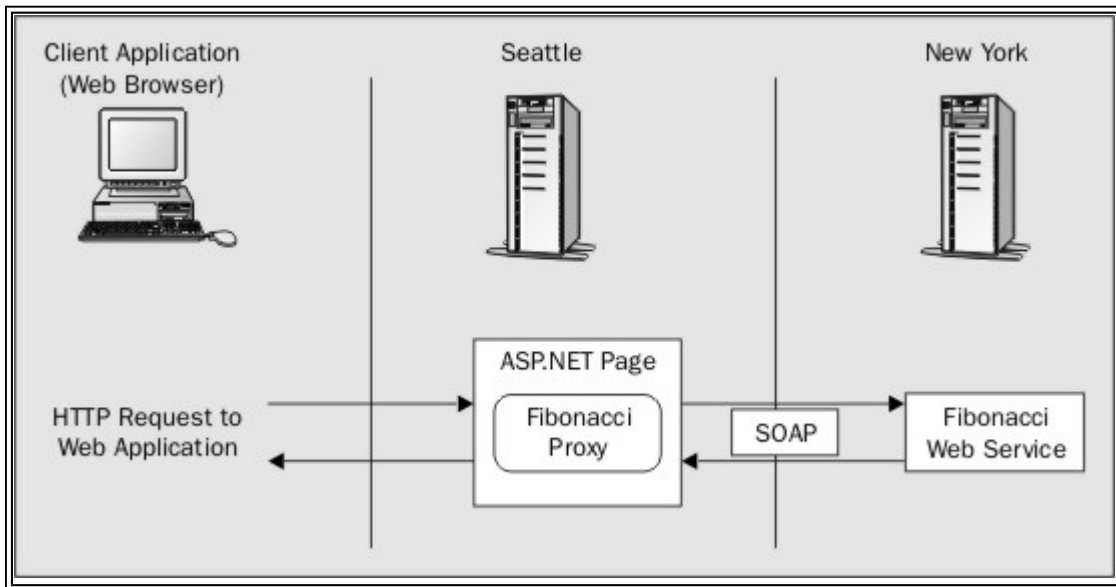 Client Application
(Web Browser)
Seattle
New York
HTTP Request to
Web Application
ASP.NET Page
Fibonacci
Proxy
SOAP
Fibonacci
Web Service